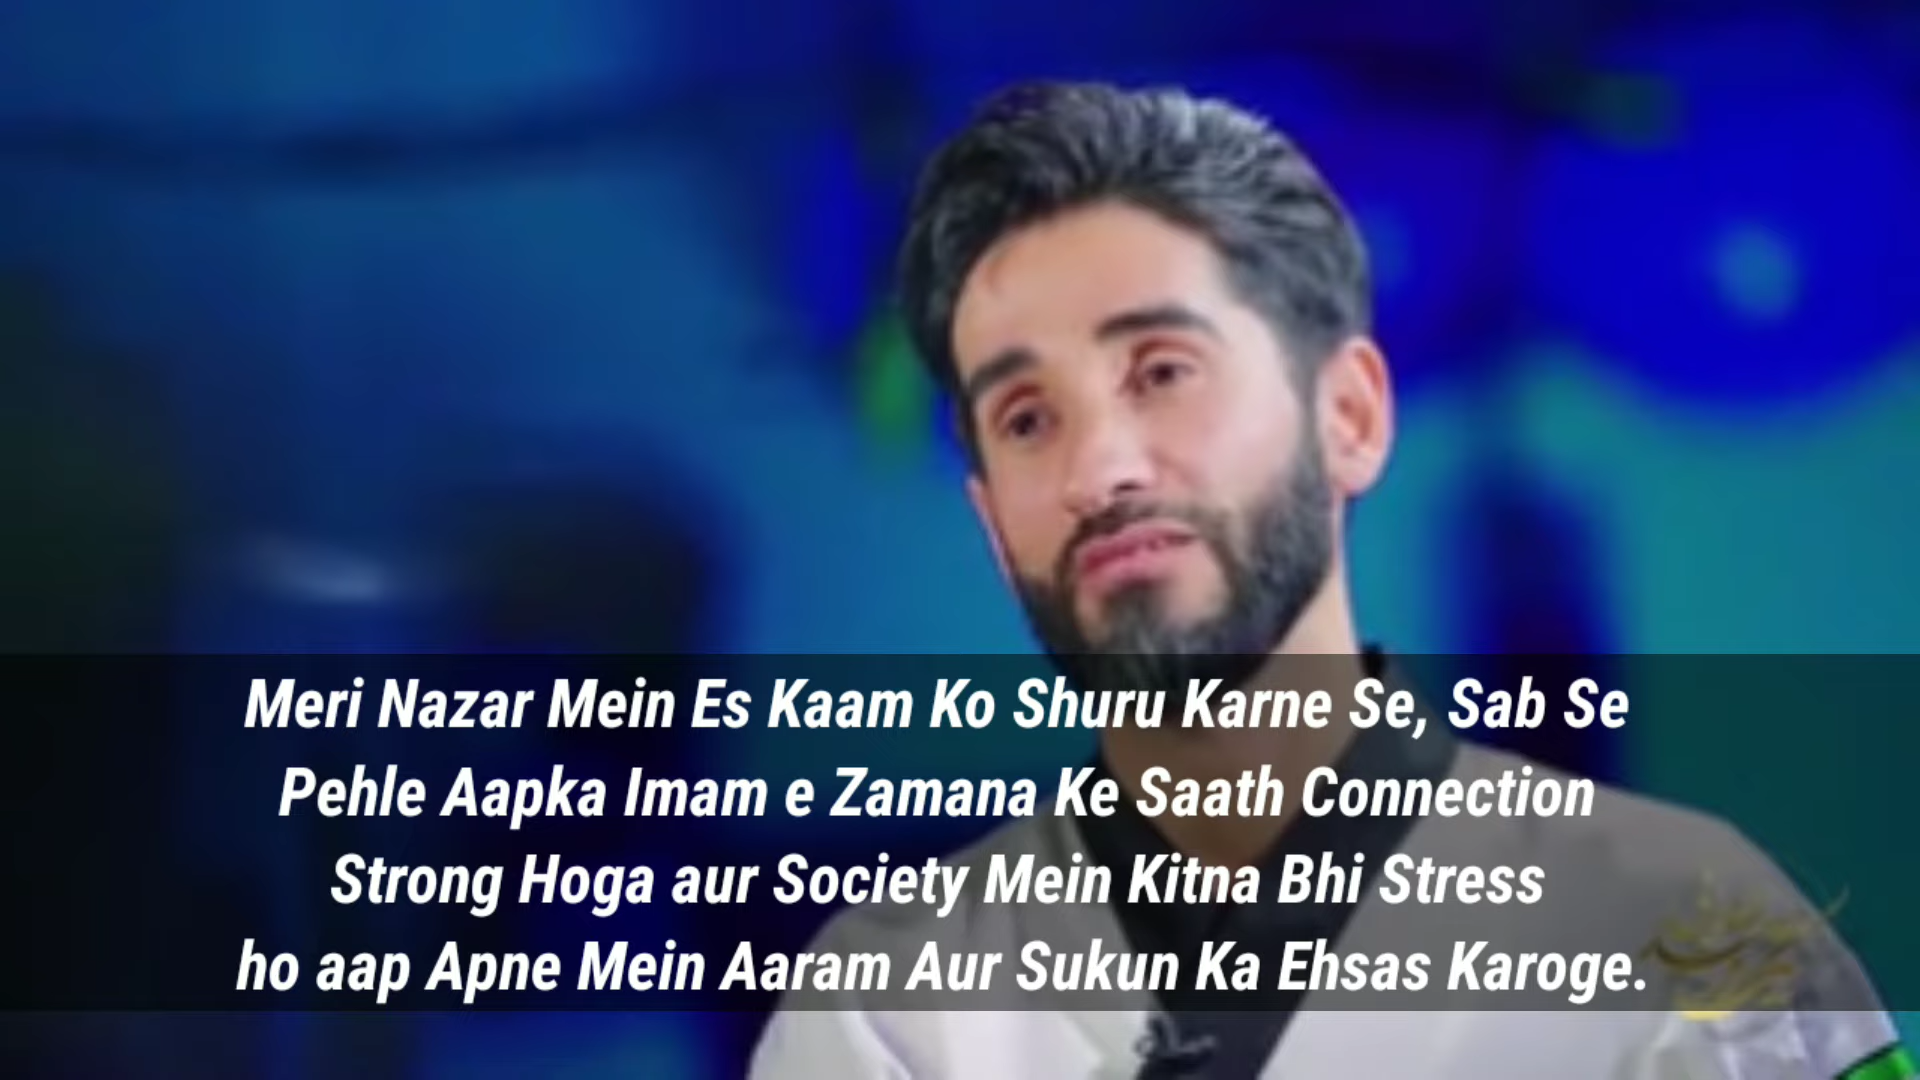 Meri Nazar Mein Es Kaam Ko Shuru Karne Se, Sab Se
Pehle Aapka Imam e Zamana Ke Saath Connection
Strong Hoga aur Society Mein Kitna Bhi Stress
ho aap Apne Mein Aaram Aur Sukun Ka Ehsas Karoge.